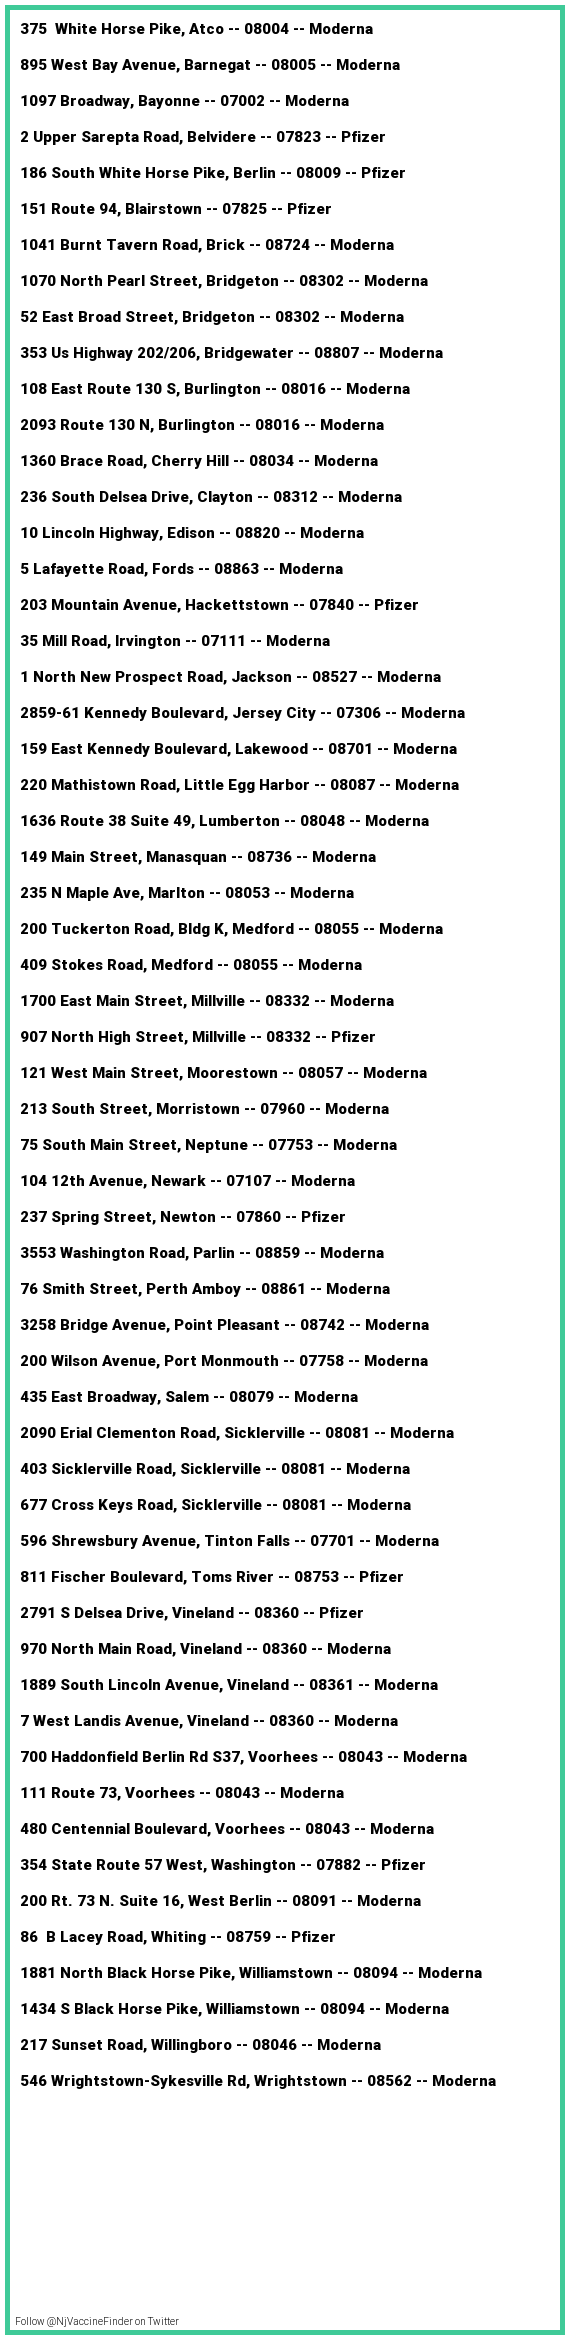 375  White Horse Pike, Atco -- 08004 -- Moderna
895 West Bay Avenue, Barnegat -- 08005 -- Moderna
1097 Broadway, Bayonne -- 07002 -- Moderna
2 Upper Sarepta Road, Belvidere -- 07823 -- Pfizer
186 South White Horse Pike, Berlin -- 08009 -- Pfizer
151 Route 94, Blairstown -- 07825 -- Pfizer
1041 Burnt Tavern Road, Brick -- 08724 -- Moderna
1070 North Pearl Street, Bridgeton -- 08302 -- Moderna
52 East Broad Street, Bridgeton -- 08302 -- Moderna
353 Us Highway 202/206, Bridgewater -- 08807 -- Moderna
108 East Route 130 S, Burlington -- 08016 -- Moderna
2093 Route 130 N, Burlington -- 08016 -- Moderna
1360 Brace Road, Cherry Hill -- 08034 -- Moderna
236 South Delsea Drive, Clayton -- 08312 -- Moderna
10 Lincoln Highway, Edison -- 08820 -- Moderna
5 Lafayette Road, Fords -- 08863 -- Moderna
203 Mountain Avenue, Hackettstown -- 07840 -- Pfizer
35 Mill Road, Irvington -- 07111 -- Moderna
1 North New Prospect Road, Jackson -- 08527 -- Moderna
2859-61 Kennedy Boulevard, Jersey City -- 07306 -- Moderna
159 East Kennedy Boulevard, Lakewood -- 08701 -- Moderna
220 Mathistown Road, Little Egg Harbor -- 08087 -- Moderna
1636 Route 38 Suite 49, Lumberton -- 08048 -- Moderna
149 Main Street, Manasquan -- 08736 -- Moderna
235 N Maple Ave, Marlton -- 08053 -- Moderna
200 Tuckerton Road, Bldg K, Medford -- 08055 -- Moderna
409 Stokes Road, Medford -- 08055 -- Moderna
1700 East Main Street, Millville -- 08332 -- Moderna
907 North High Street, Millville -- 08332 -- Pfizer
121 West Main Street, Moorestown -- 08057 -- Moderna
213 South Street, Morristown -- 07960 -- Moderna
75 South Main Street, Neptune -- 07753 -- Moderna
104 12th Avenue, Newark -- 07107 -- Moderna
237 Spring Street, Newton -- 07860 -- Pfizer
3553 Washington Road, Parlin -- 08859 -- Moderna
76 Smith Street, Perth Amboy -- 08861 -- Moderna
3258 Bridge Avenue, Point Pleasant -- 08742 -- Moderna
200 Wilson Avenue, Port Monmouth -- 07758 -- Moderna
435 East Broadway, Salem -- 08079 -- Moderna
2090 Erial Clementon Road, Sicklerville -- 08081 -- Moderna
403 Sicklerville Road, Sicklerville -- 08081 -- Moderna
677 Cross Keys Road, Sicklerville -- 08081 -- Moderna
596 Shrewsbury Avenue, Tinton Falls -- 07701 -- Moderna
811 Fischer Boulevard, Toms River -- 08753 -- Pfizer
2791 S Delsea Drive, Vineland -- 08360 -- Pfizer
970 North Main Road, Vineland -- 08360 -- Moderna
1889 South Lincoln Avenue, Vineland -- 08361 -- Moderna
7 West Landis Avenue, Vineland -- 08360 -- Moderna
700 Haddonfield Berlin Rd S37, Voorhees -- 08043 -- Moderna
111 Route 73, Voorhees -- 08043 -- Moderna
480 Centennial Boulevard, Voorhees -- 08043 -- Moderna
354 State Route 57 West, Washington -- 07882 -- Pfizer
200 Rt. 73 N. Suite 16, West Berlin -- 08091 -- Moderna
86  B Lacey Road, Whiting -- 08759 -- Pfizer
1881 North Black Horse Pike, Williamstown -- 08094 -- Moderna
1434 S Black Horse Pike, Williamstown -- 08094 -- Moderna
217 Sunset Road, Willingboro -- 08046 -- Moderna
546 Wrightstown-Sykesville Rd, Wrightstown -- 08562 -- Moderna
Follow @NjVaccineFinder on Twitter